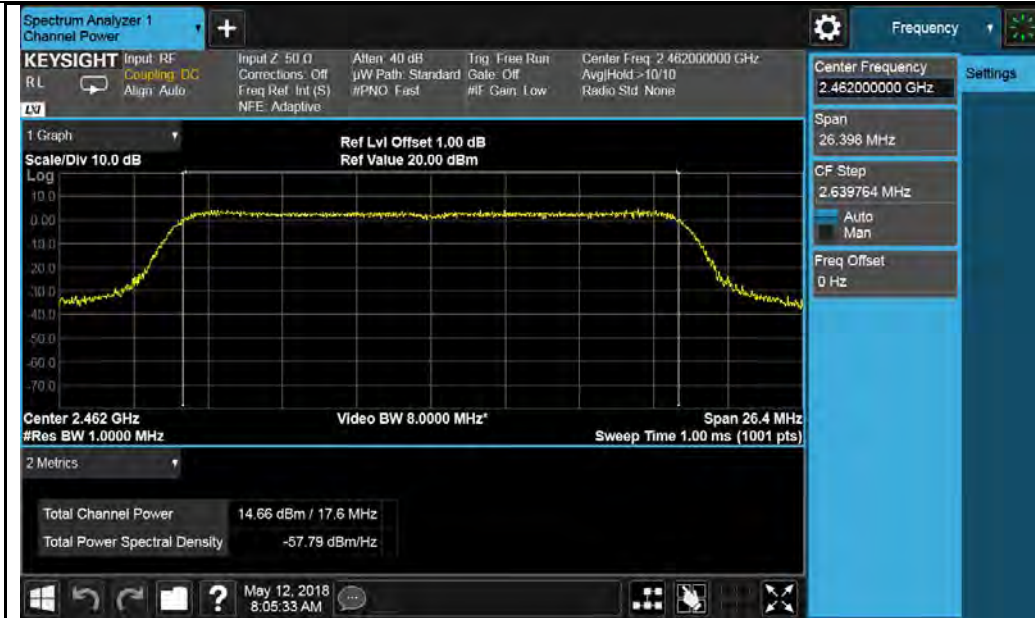 Spectrum Analyzer 1
Channel Power
+
Frequency
KEYSIGHT
RL
LXI
Input: RF
Coupling: DC
Align: Auto
Input Z: 50 Ω
Corrections: Off
Freq Ref: Int (S)
NFE: Adaptive
Atten: 40 dB
µW Path: Standard
#PNO: Fast
Trig: Free Run
Gate: Off
#IF Gain: Low
Center Freq: 2.462000000 GHz
Avg|Hold:>10/10
Radio Std: None
Center Frequency
2.462000000 GHz
Settings
Span
26.398 MHz
CF Step
2.639764 MHz
Auto
Man
Freq Offset
0 Hz
1 Graph
Scale/Div 10.0 dB
Ref Lvl Offset 1.00 dB
Ref Value 20.00 dBm
Log
10.0
0.00
-10.0
-20.0
-30.0
-40.0
-50.0
-60.0
-70.0
Center 2.462 GHz
Video BW 8.0000 MHz*
Span 26.4 MHz
#Res BW 1.0000 MHz
Sweep Time 1.00 ms (1001 pts)
2 Metrics
Total Channel Power 14.66 dBm / 17.6 MHz
Total Power Spectral Density -57.79 dBm/Hz
?
May 12, 2018
8:05:33 AM